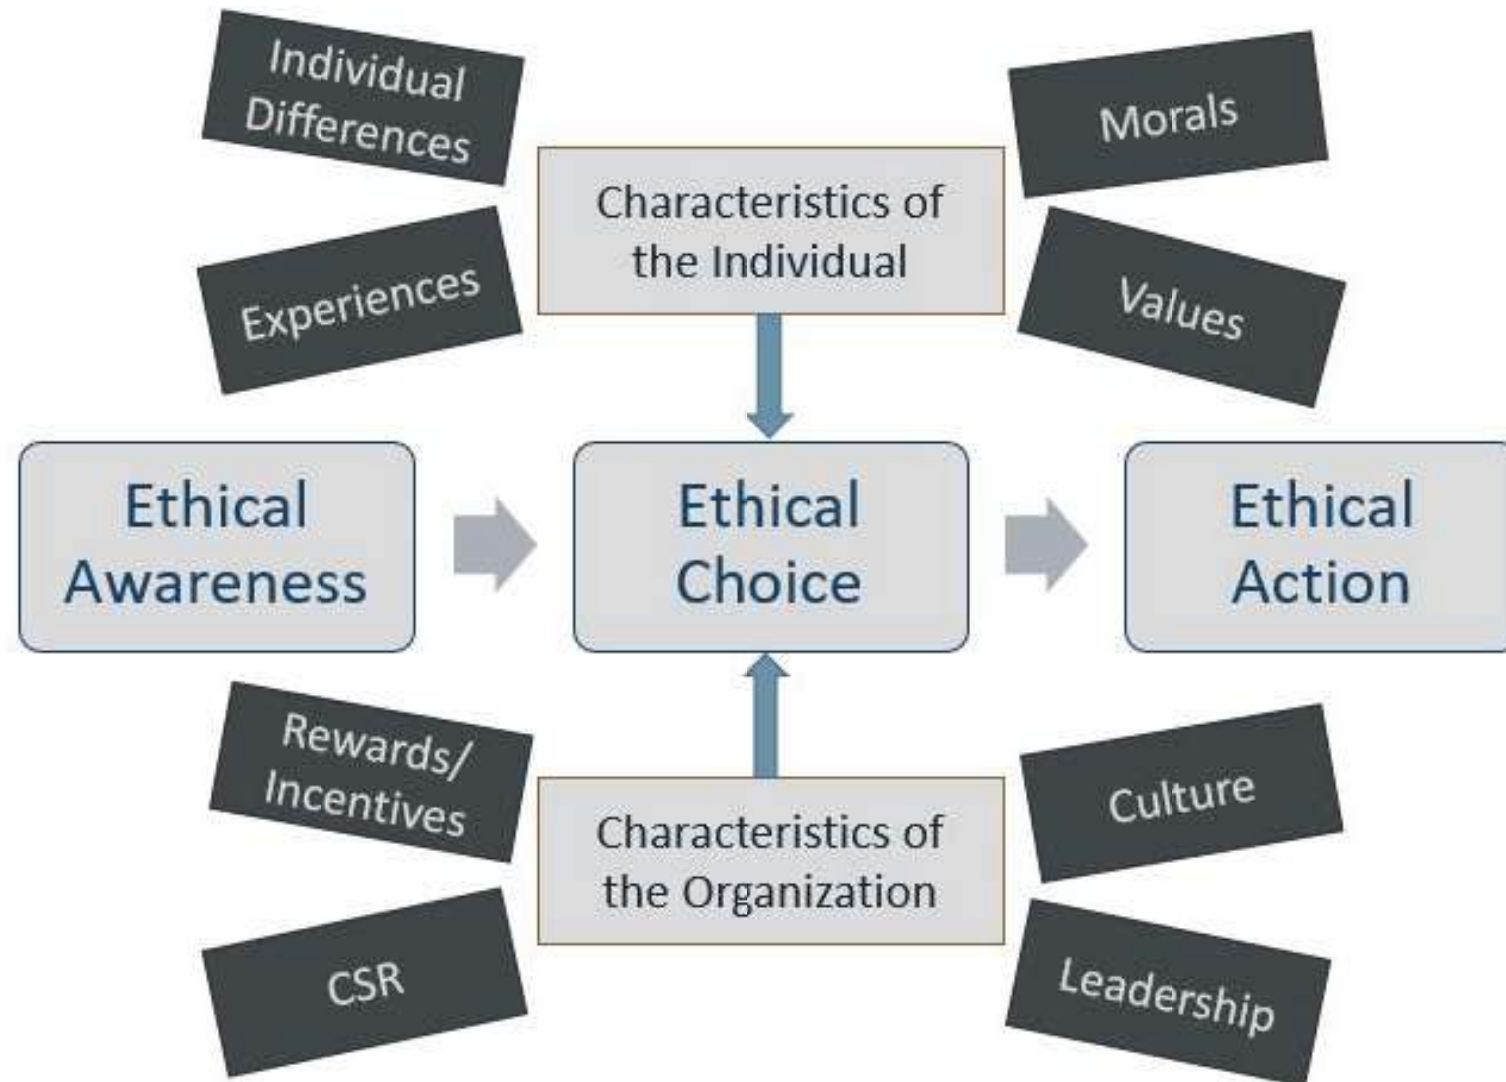 Individual
Differences
Morals
Characteristics of
the Individual
Experiences
Values
Ethical
Awareness
Ethical
Choice
Ethical
Action
Rewards/
Incentives
Culture
Characteristics of
the Organization
CSR
Leadership